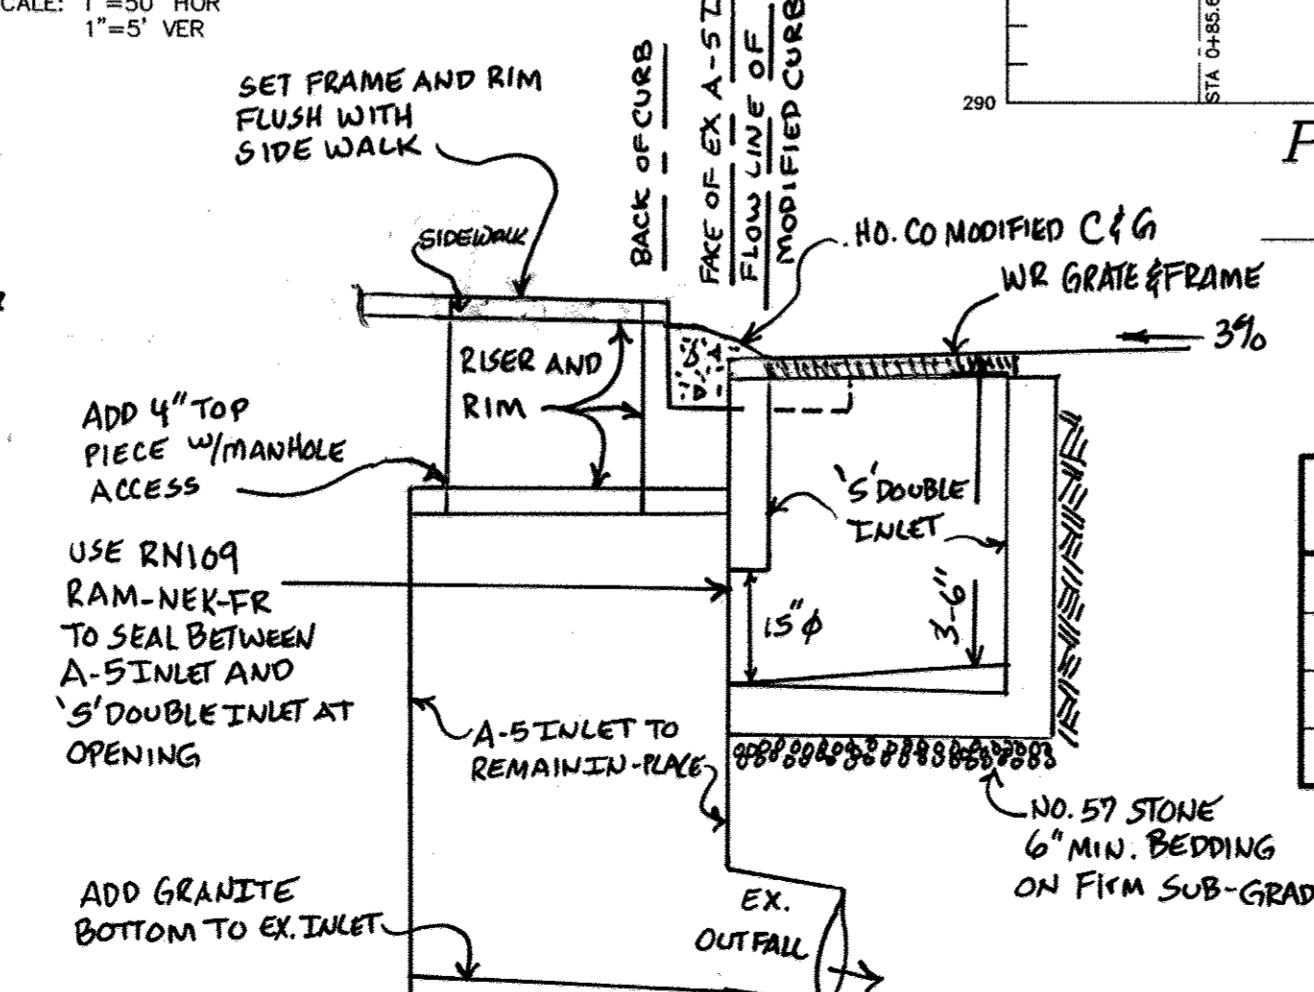 CALE: 1"=50' HOR
1"=5' VER
SET FRAME AND RIM
FLUSH WITH
SIDE WALK
BACK OF CURB
FACE OF EX A-5
FLOW LINE OF
MODIFIED CURB
STA 0+85.6
290
P
SIDEWALK
HO. CO MODIFIED C & G
WR GRATE & FRAME
3%
RISER AND
RIM
ADD 4" TOP
PIECE W/MANHOLE
ACCESS
'S' DOUBLE
INLET
USE RN109
RAM-NEK-FR
TO SEAL BETWEEN
A-5 INLET AND
'S' DOUBLE INLET AT
OPENING
15"φ
3-6"
A-5 INLET TO
REMAIN IN-PLACE
NO. 57 STONE
6" MIN. BEDDING
ON FIRM SUB-GRAD
ADD GRANITE
BOTTOM TO EX. INLET
EX.
OUTFALL